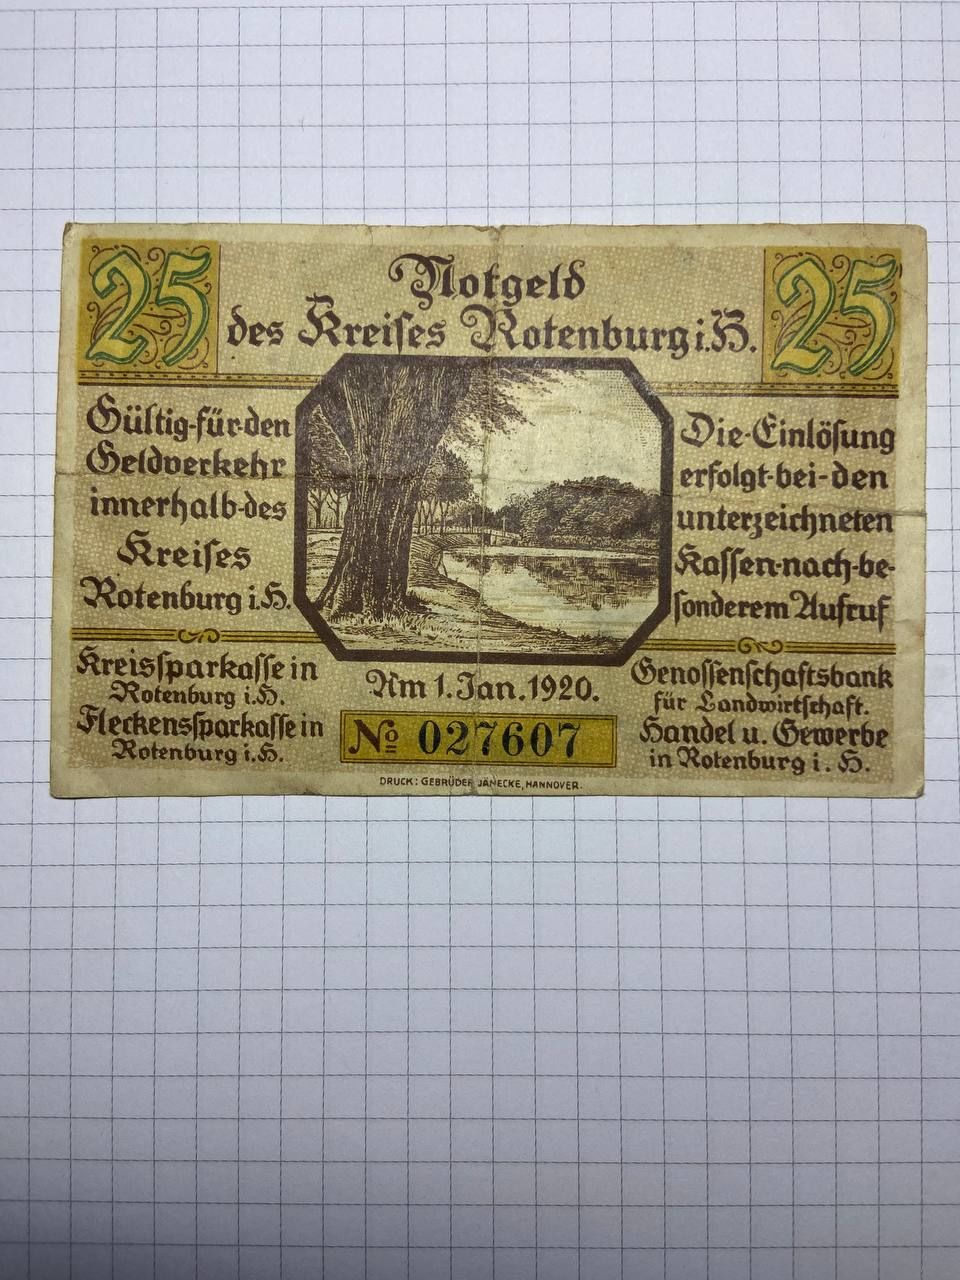 25
Notgeld
25
des Kreises Rotenburg i. H.
Gültig-für-den
Geldverkehr
innerhalb-des
Kreises
Rotenburg i. H.
Die-Einlösung
erfolgt-bei-den
unterzeichneten
Kassen-nach-be-
sonderem Aufruf
Kreissparkasse in
Rotenburg i. H.
Fleckenssparkasse in
Rotenburg i. H.
Am 1. Jan. 1920.
№ 027607
Genossenschaftsbank
für Landwirtschaft.
Handel u. Gewerbe
in Rotenburg i. H.
DRUCK: GEBRÜDER JÄNECKE, HANNOVER.